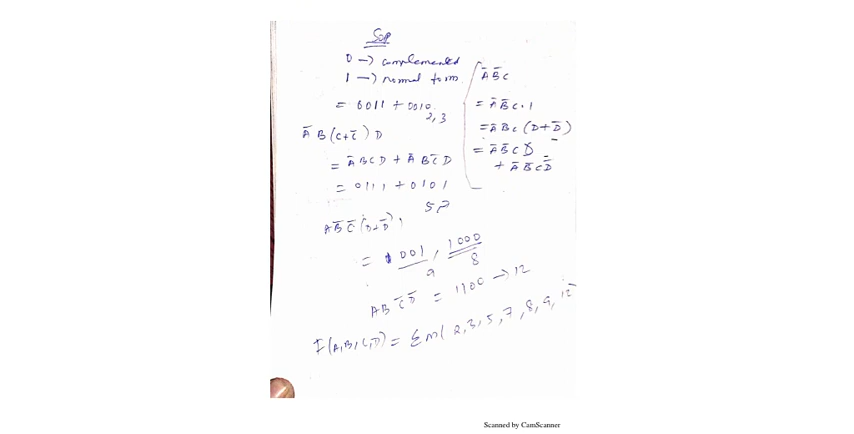 SOP
0 → complemented
1 → normal form
= 0011 + 0010
2,3
A̅ B̅ C
= A̅ B̅ C · 1
= A̅ B̅ C (D + D̅)
= A̅ B̅ C D
+ A̅ B̅ C D̅
A̅ B (C + C̅) D
= A̅ B C D + A̅ B C̅ D
= 0111 + 0101
5,7
A B̅ C̅ (D + D̅)
= 1001, 1000
9 8
A B C̅ D̅ = 1100 → 12
F(A,B,C,D) = Σm(2,3,5,7,8,9,12
Scanned by CamScanner